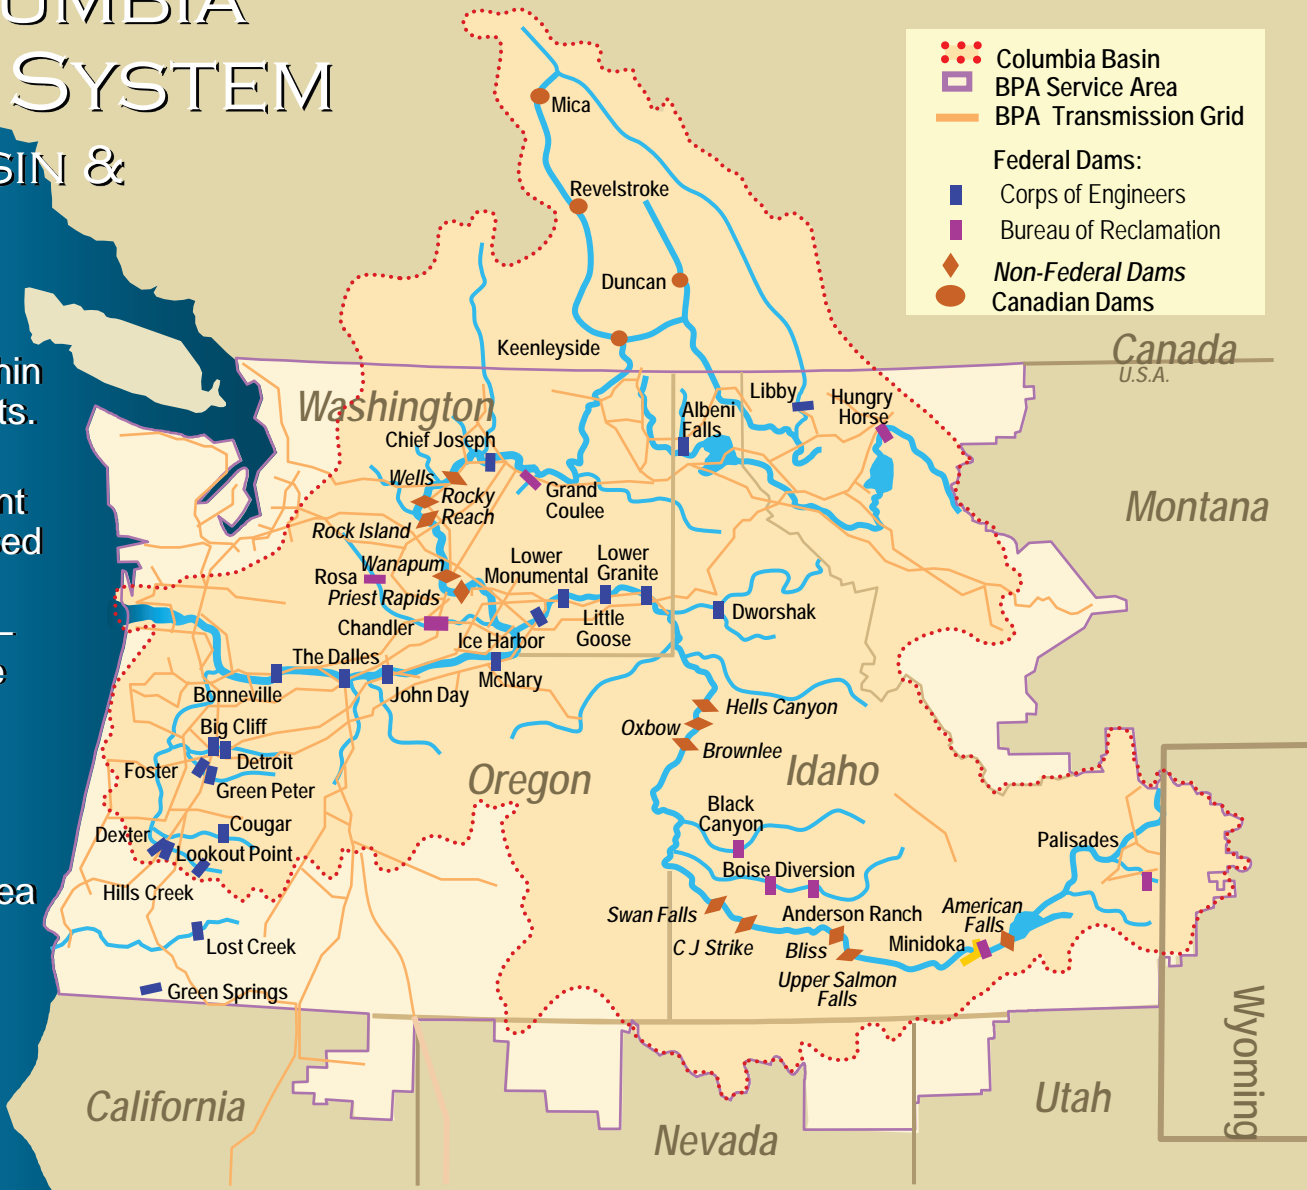 UMBIA
SYSTEM
SIN &
hin
ts.
nt
ed
–
e
ea
Columbia Basin
BPA Service Area
BPA Transmission Grid
Federal Dams:
Corps of Engineers
Bureau of Reclamation
Non-Federal Dams
Canadian Dams
Mica
Revelstroke
Duncan
Keenleyside
Canada
U.S.A.
Washington
Libby
Hungry
Horse
Albeni
Falls
Chief Joseph
Wells
Rocky
Reach
Grand
Coulee
Rock Island
Montana
Wanapum
Rosa
Priest Rapids
Lower
Monumental
Lower
Granite
Little
Goose
Dworshak
Chandler
Ice Harbor
The Dalles
McNary
Bonneville
John Day
Hells Canyon
Oxbow
Brownlee
Big Cliff
Detroit
Foster
Green Peter
Oregon
Idaho
Black
Canyon
Cougar
Dexter
Lookout Point
Hills Creek
Palisades
Boise Diversion
Swan Falls
Anderson Ranch
American
Falls
C J Strike
Bliss
Minidoka
Upper Salmon
Falls
Lost Creek
Green Springs
Wyoming
California
Nevada
Utah